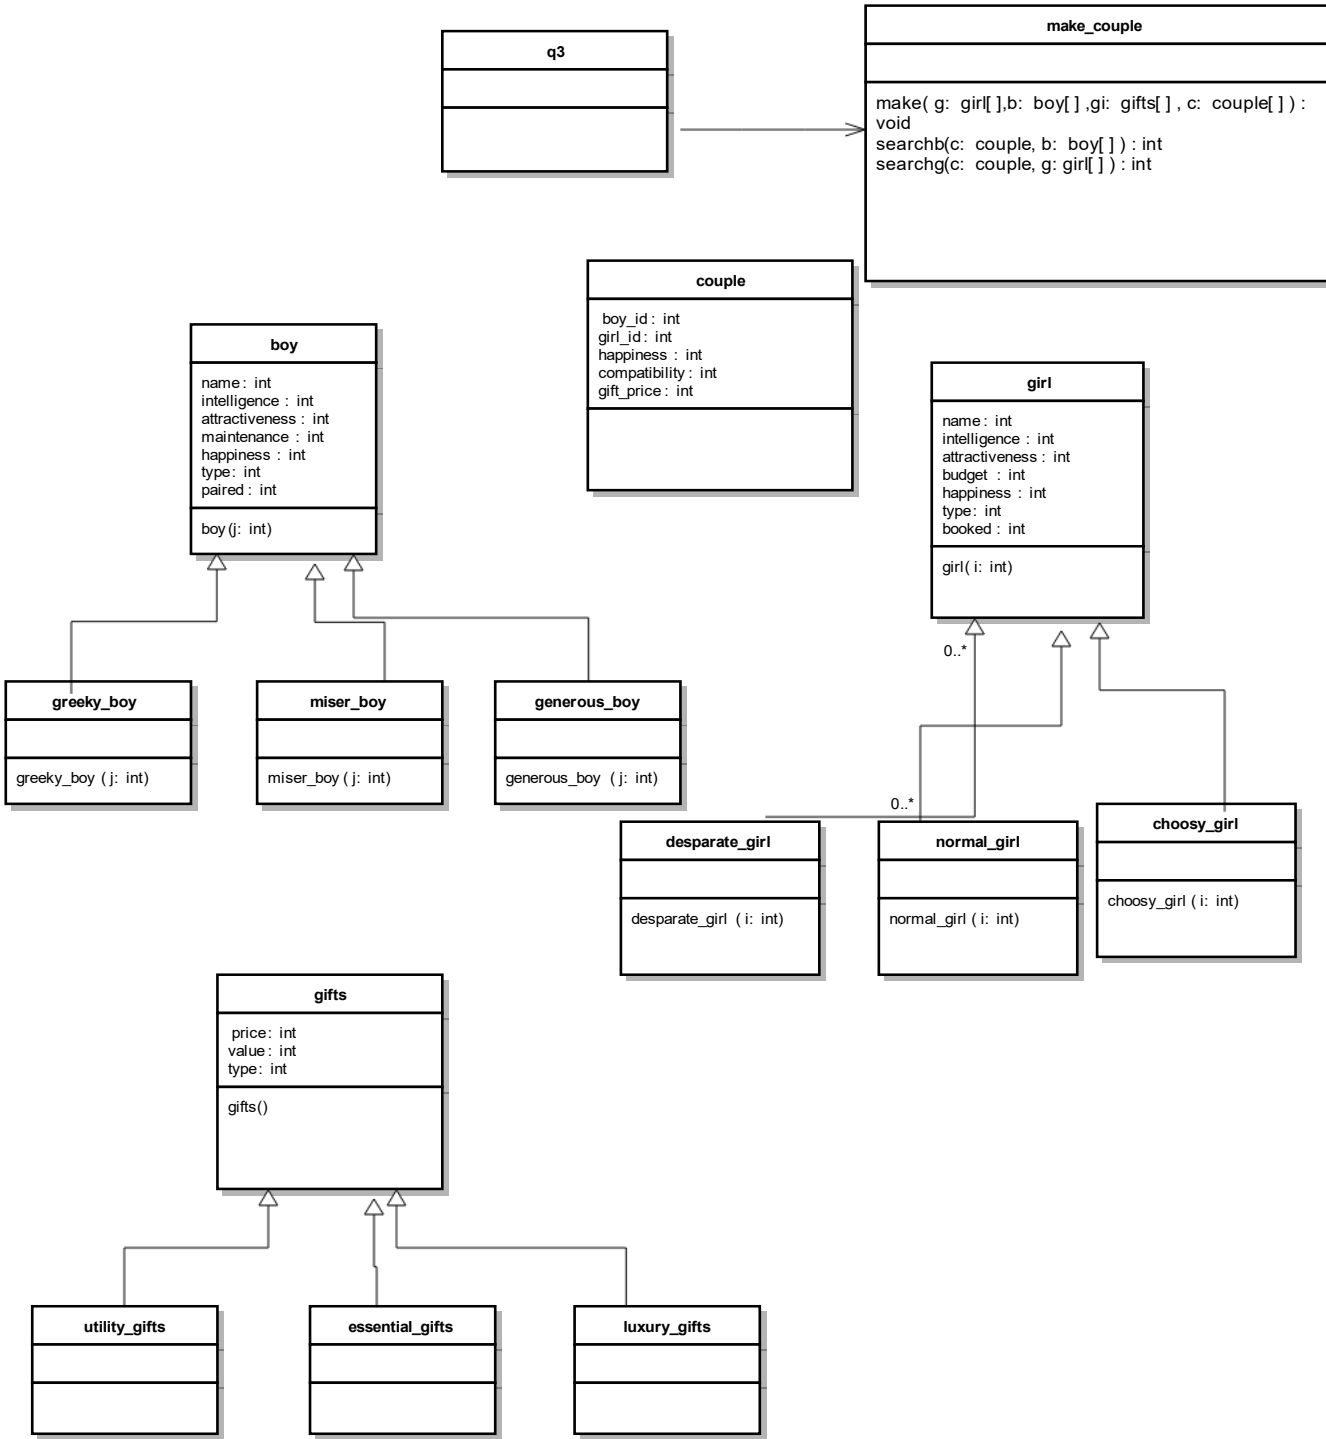 q3
make_couple
make( g: girl[ ],b: boy[ ] ,gi: gifts[ ] , c: couple[ ] ) :
void
searchb(c: couple, b: boy[ ] ) : int
searchg(c: couple, g: girl[ ] ) : int
couple
boy_id : int
girl_id : int
happiness : int
compatibility : int
gift_price : int
boy
name : int
intelligence : int
attractiveness : int
maintenance : int
happiness : int
type : int
paired : int
boy (j: int)
girl
name : int
intelligence : int
attractiveness : int
budget : int
happiness : int
type : int
booked : int
girl( i: int)
0..*
greeky_boy
greeky_boy ( j: int)
miser_boy
miser_boy ( j: int)
generous_boy
generous_boy ( j: int)
0..*
desparate_girl
desparate_girl ( i: int)
normal_girl
normal_girl ( i: int)
choosy_girl
choosy_girl ( i: int)
gifts
price : int
value : int
type : int
gifts()
utility_gifts
essential_gifts
luxury_gifts